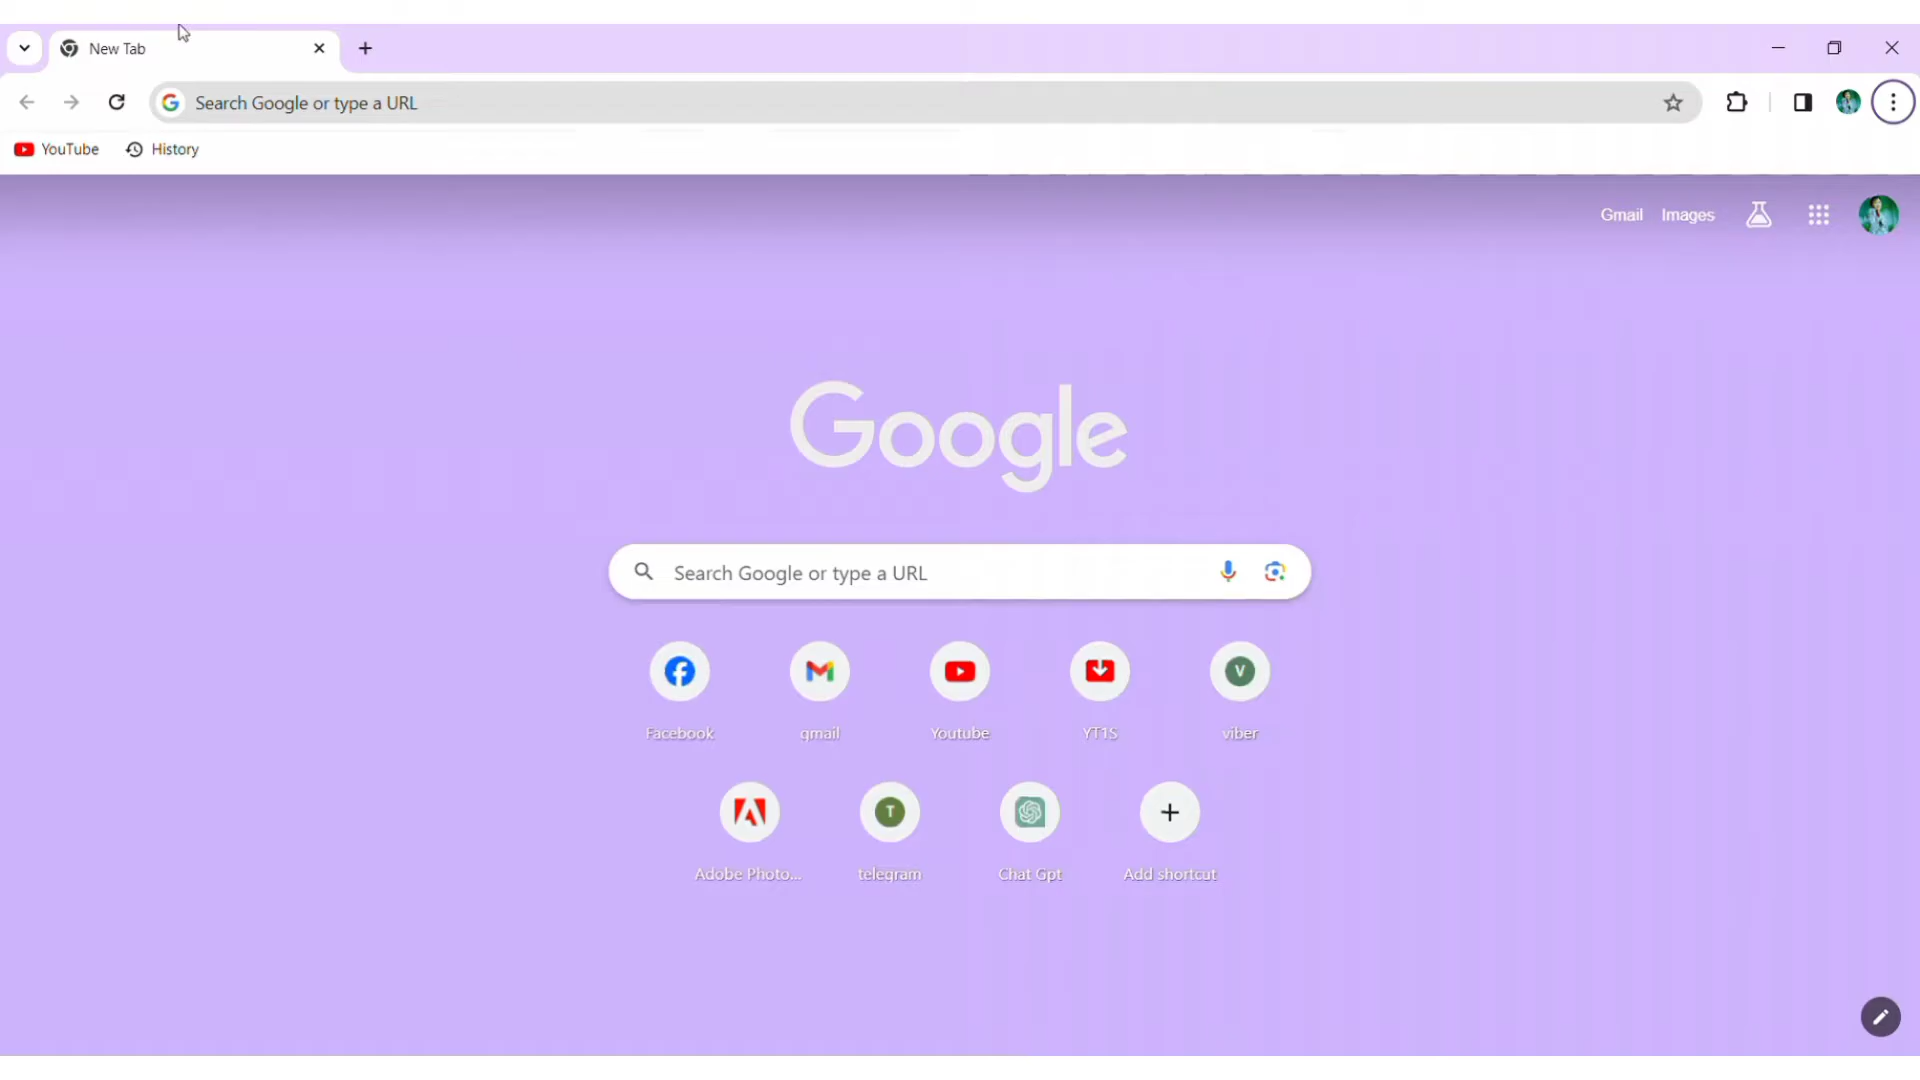 New Tab
Search Google or type a URL
YouTube History
Gmail Images
Google
Search Google or type a URL
Facebook gmail Youtube YT1S viber
V
T
Adobe Photo... telegram Chat Gpt Add shortcut